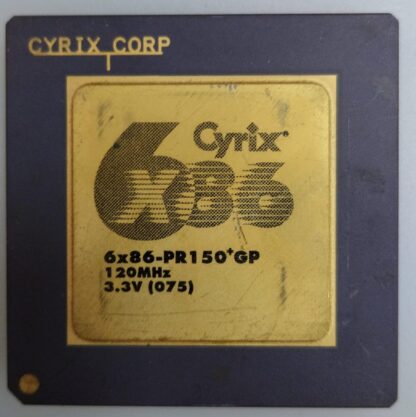 CYRIX CORP
Cyrix®
6x86
6x86-PR150+GP
120MHz
3.3V (075)